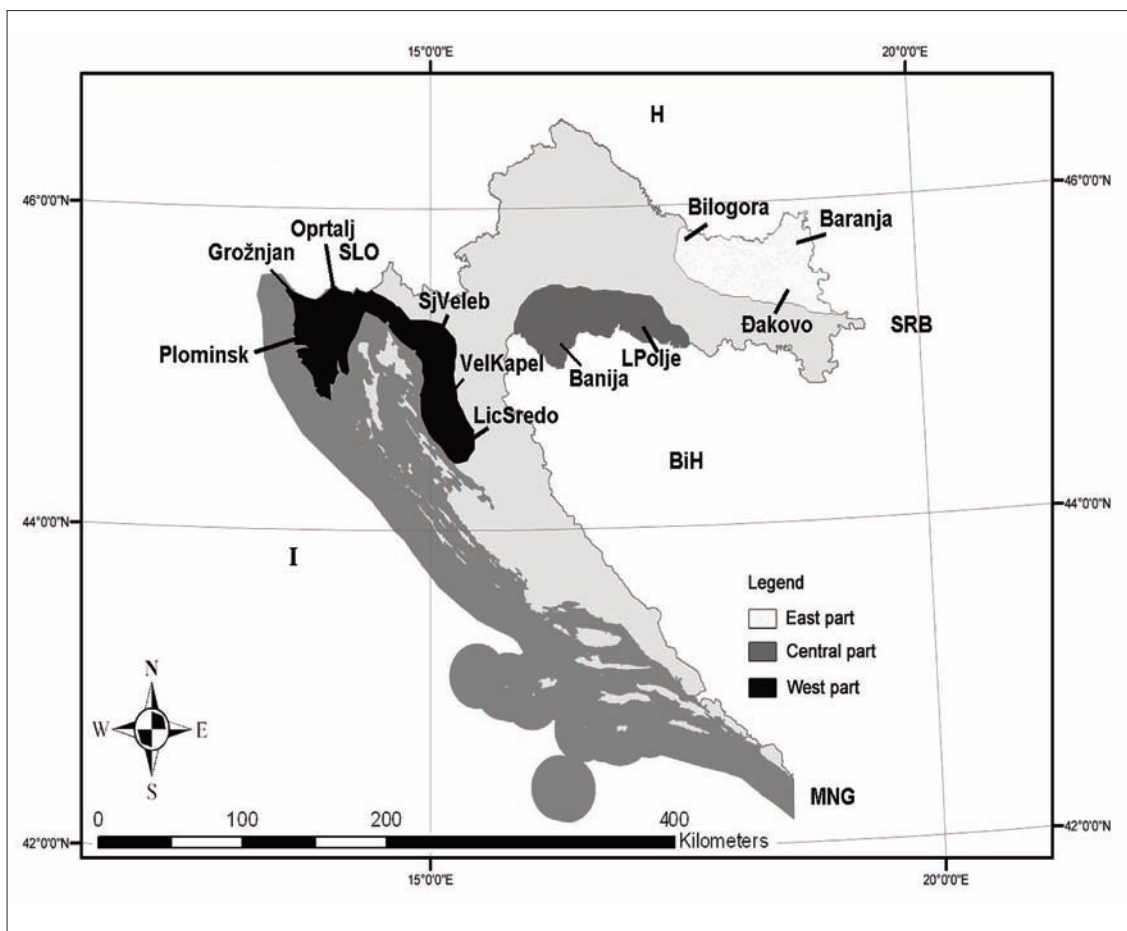 15°0'0"E 20°0'0"E
H
46°0'0"N 46°0'0"N
Bilogora
Baranja
Oprtalj
Grožnjan SLO
SjVeleb
Đakovo SRB
Plominsk
VelKapel
LPolje
Banija
LicSredo
BiH
44°0'0"N 44°0'0"N
I
Legend
East part
Central part
West part
N
W E
S
MNG
0 100 200 400
Kilometers
42°0'0"N 42°0'0"N
15°0'0"E 20°0'0"E